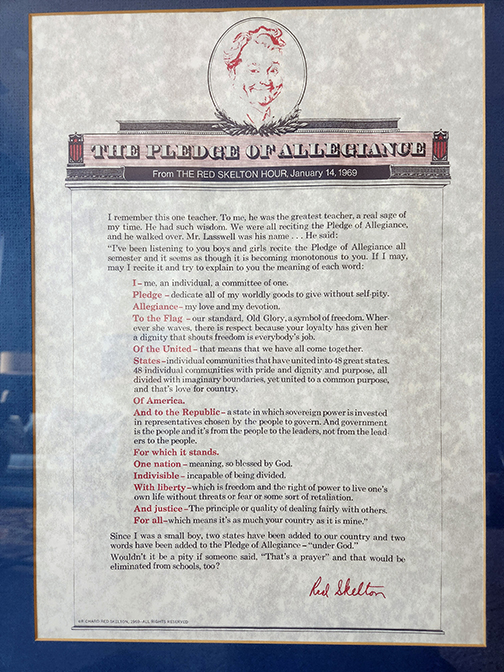 THE PLEDGE OF ALLEGIANCE
From THE RED SKELTON HOUR, January 14, 1969
I remember this one teacher. To me, he was the greatest teacher, a real sage of
my time. He had such wisdom. We were all reciting the Pledge of Allegiance,
and he walked over. Mr. Lasswell was his name . . . He said:
"I've been listening to you boys and girls recite the Pledge of Allegiance all
semester and it seems as though it is becoming monotonous to you. If I may,
may I recite it and try to explain to you the meaning of each word:
I – me, an individual, a committee of one.
Pledge – dedicate all of my worldly goods to give without self-pity.
Allegiance – my love and my devotion.
To the Flag – our standard, Old Glory, a symbol of freedom. Wher-
ever she waves, there is respect because your loyalty has given her
a dignity that shouts freedom is everybody's job.
Of the United – that means that we have all come together.
States – individual communities that have united into 48 great states.
48 individual communities with pride and dignity and purpose, all
divided with imaginary boundaries, yet united to a common purpose,
and that's love for country.
Of America.
And to the Republic – a state in which sovereign power is invested
in representatives chosen by the people to govern. And government
is the people and it's from the people to the leaders, not from the lead-
ers to the people.
For which it stands.
One nation – meaning, so blessed by God.
Indivisible – incapable of being divided.
With liberty – which is freedom and the right of power to live one's
own life without threats or fear or some sort of retaliation.
And justice – The principle or quality of dealing fairly with others.
For all – which means it's as much your country as it is mine."
Since I was a small boy, two states have been added to our country and two
words have been added to the Pledge of Allegiance – "under God."
Wouldn't it be a pity if someone said, "That's a prayer" and that would be
eliminated from schools, too?
Red Skelton
RED SKELTON, 1969 ALL RIGHTS RESERVED